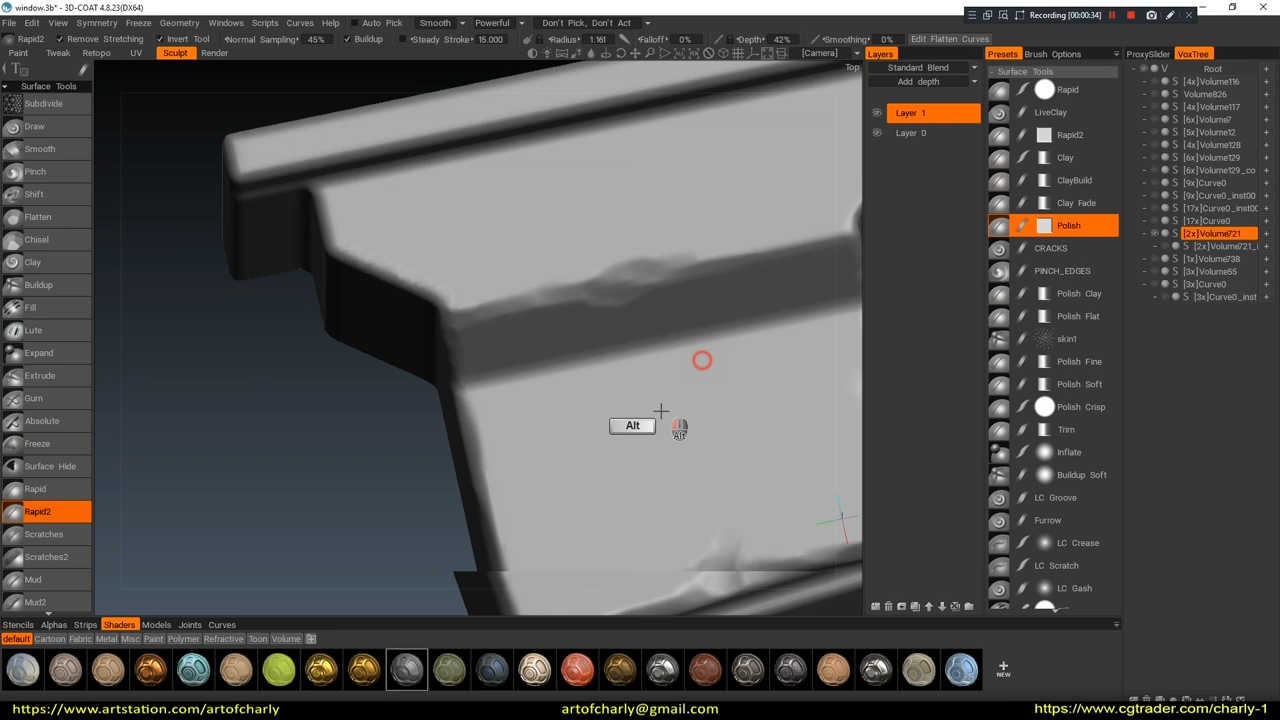 window.3b* - 3D-COAT 4.8.23(DX64)
Recording [00:00:34]
File Edit View Symmetry Freeze Geometry Textures Windows Scripts Curves Help Auto Pick Smooth Powerful Don't Pick, Don't Act
Rapid2 Remove Stretching Invert Tool Normal Sampling 45% Buildup Steady Stroke 15.000 Radius 1.161 Falloff 0% Depth 42% Smoothing 0% Edit Flatten Curves
Paint Tweak Retopo UV Sculpt Render
[Camera]
Layers
Presets Brush Options
ProxySlider VoxTree
Surface Tools
Subdivide
Draw
Smooth
Pinch
Shift
Flatten
Chisel
Clay
Buildup
Fill
Lute
Expand
Extrude
Gum
Absolute
Freeze
Surface Hide
Rapid
Rapid2
Scratches
Scratches2
Mud
Mud2
Top
Alt
Alt
Standard Blend
Add depth
Layer 1
Layer 0
Surface Tools
Rapid
LiveClay
Rapid2
Clay
ClayBuild
Clay Fade
Polish
CRACKS
PINCH_EDGES
Polish Clay
Polish Flat
skin1
Polish Fine
Polish Soft
Polish Crisp
Trim
Inflate
Buildup Soft
LC Groove
Furrow
LC Crease
LC Scratch
LC Gash
V Root +
S [4x]Volume116 +
S Volume826 +
S [4x]Volume117 +
S [6x]Volume7 +
S [6x]Volume12 +
S [4x]Volume128 +
S [6x]Volume129 +
S [6x]Volume129_co +
S [9x]Curve0 +
S [9x]Curve0_inst00 +
S [17x]Curve0_inst00 +
S [17x]Curve0 +
S [2x]Volume721 +
S [2x]Volume721_i +
S [1x]Volume738 +
S [3x]Volume55 +
S [3x]Curve0 +
S [3x]Curve0_inst +
Stencils Alphas Strips Shaders Models Joints Curves
default Cartoon Fabric Metal Misc Paint Polymer Refractive Toon Volume
NEW
https://www.artstation.com/artofcharly artofcharly@gmail.com https://www.cgtrader.com/charly-1